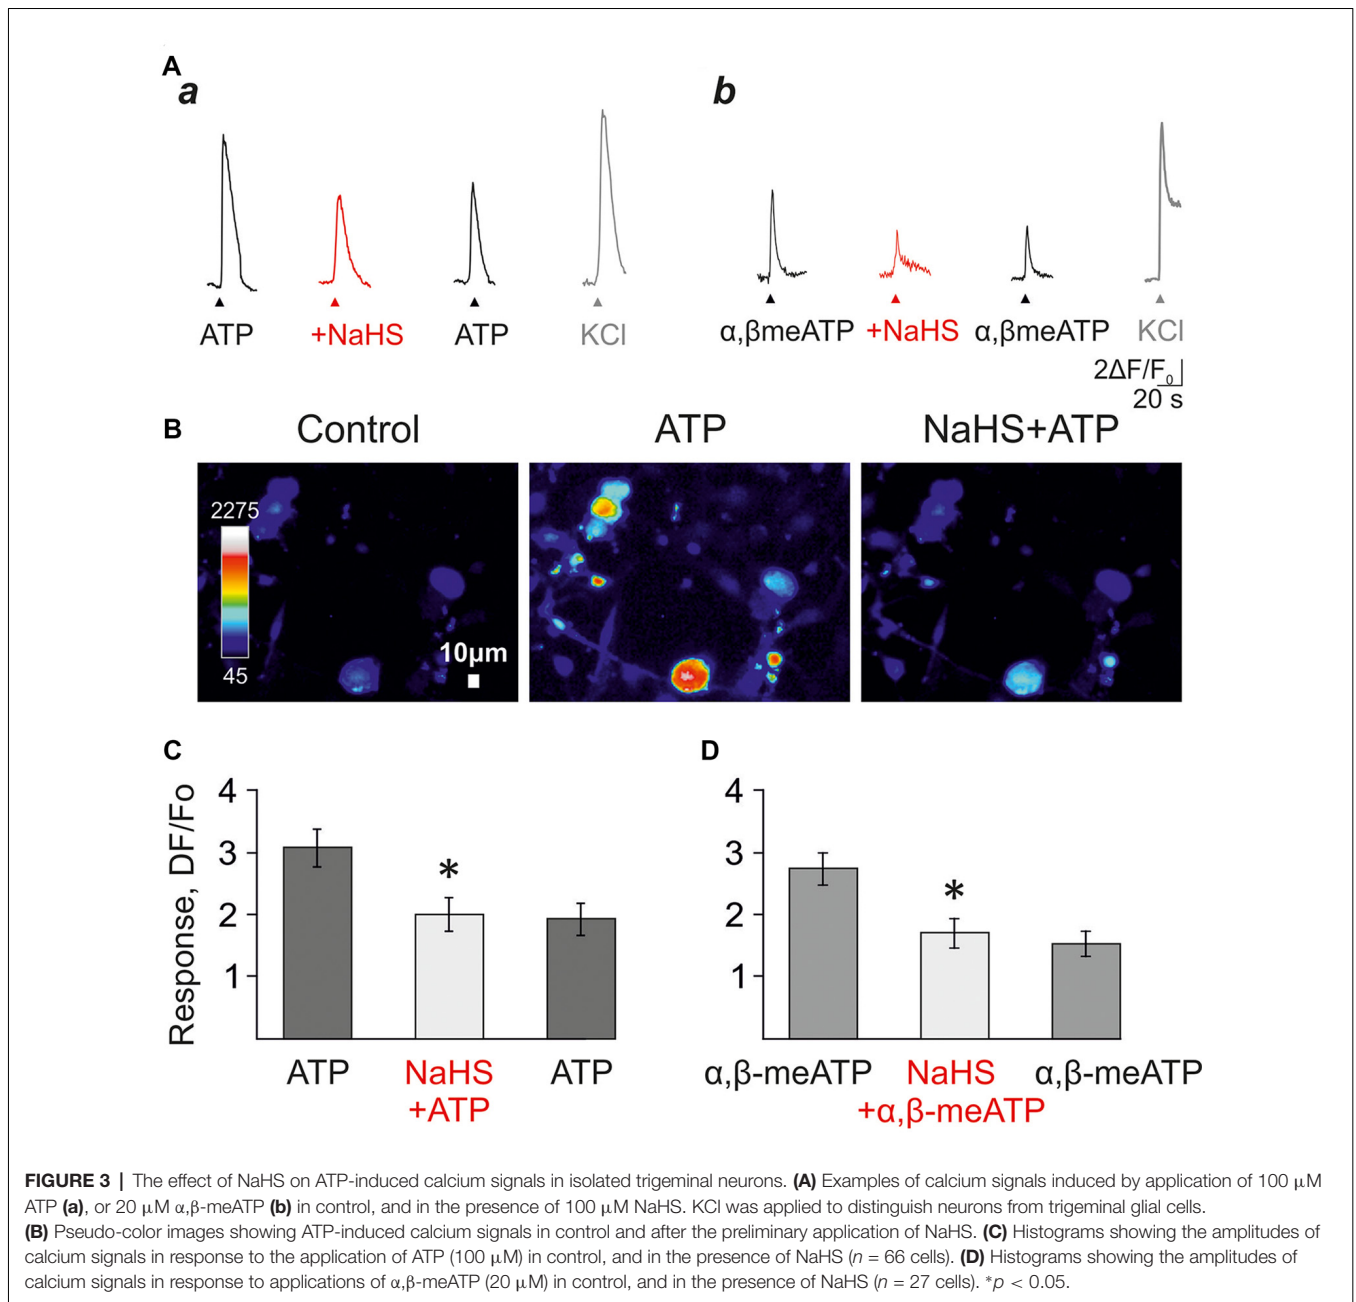 A
a
b
ATP
+NaHS
ATP
KCl
α,βmeATP
+NaHS
α,βmeATP
KCl
2ΔF/F₀
20 s
B
Control
ATP
NaHS+ATP
2275
45
10µm
C
Response, DF/Fo
4
3
2
1
*
ATP
NaHS
+ATP
ATP
D
4
3
2
1
*
α,β-meATP
NaHS
+α,β-meATP
α,β-meATP
FIGURE 3 | The effect of NaHS on ATP-induced calcium signals in isolated trigeminal neurons. (A) Examples of calcium signals induced by application of 100 µM
ATP (a), or 20 µM α,β-meATP (b) in control, and in the presence of 100 µM NaHS. KCl was applied to distinguish neurons from trigeminal glial cells.
(B) Pseudo-color images showing ATP-induced calcium signals in control and after the preliminary application of NaHS. (C) Histograms showing the amplitudes of
calcium signals in response to the application of ATP (100 µM) in control, and in the presence of NaHS (n = 66 cells). (D) Histograms showing the amplitudes of
calcium signals in response to applications of α,β-meATP (20 µM) in control, and in the presence of NaHS (n = 27 cells). *p < 0.05.